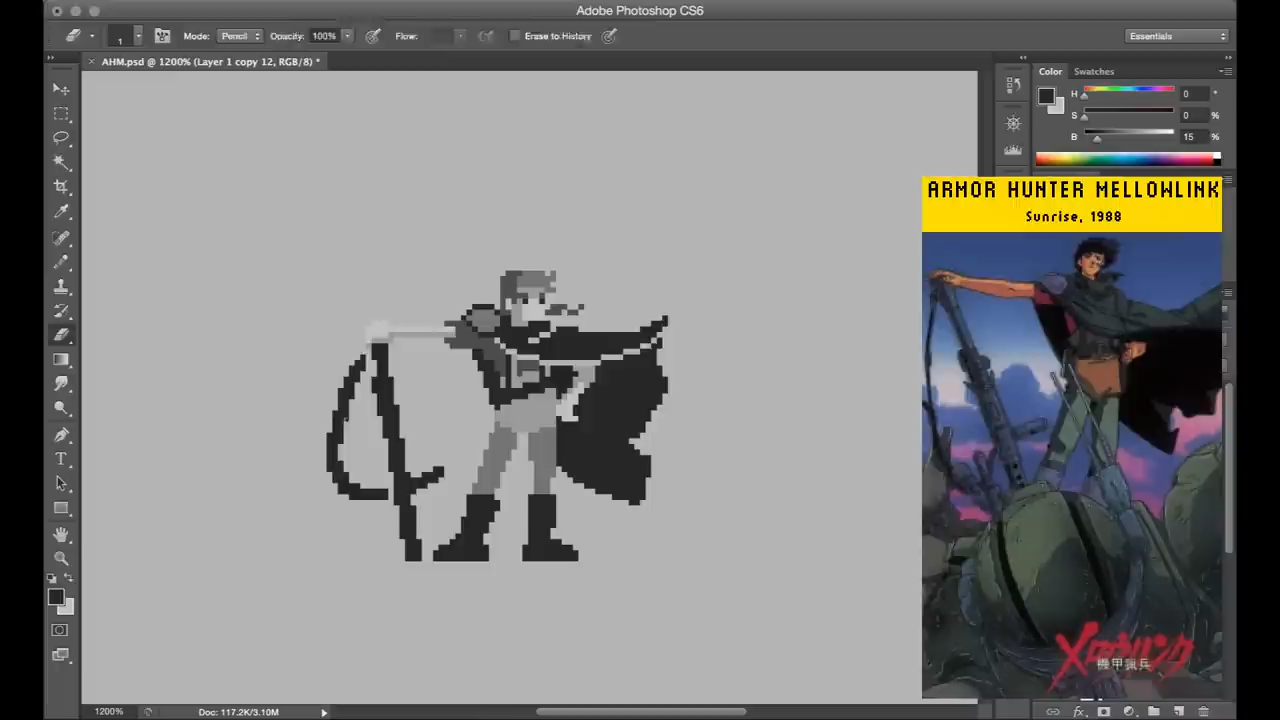 Adobe Photoshop CS6
1
Mode: Pencil Opacity: 100% Flow: Erase to History Essentials
× AHM.psd @ 1200% (Layer 1 copy 12, RGB/8) *
Color Swatches
H 0 °
S 0 %
B 15 %
ARMOR HUNTER MELLOWLINK
Sunrise, 1988
T
メロウリンク
機甲猟兵
1200% Doc: 117.2K/3.10M
fx